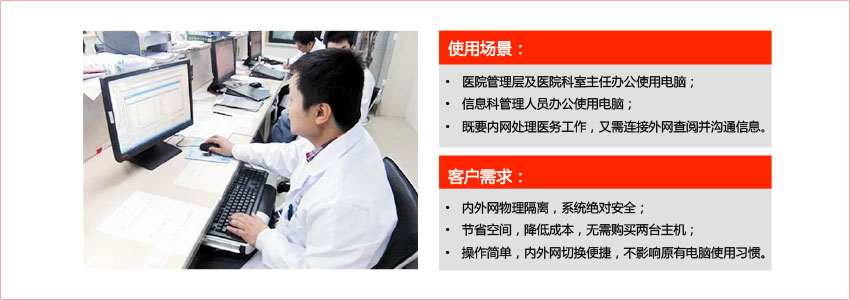 使用场景：
• 医院管理层及医院科室主任办公使用电脑；
• 信息科管理人员办公使用电脑；
• 既要内网处理医务工作，又需连接外网查阅并沟通信息。
客户需求：
• 内外网物理隔离，系统绝对安全；
• 节省空间，降低成本，无需购买两台主机；
• 操作简单，内外网切换便捷，不影响原有电脑使用习惯。